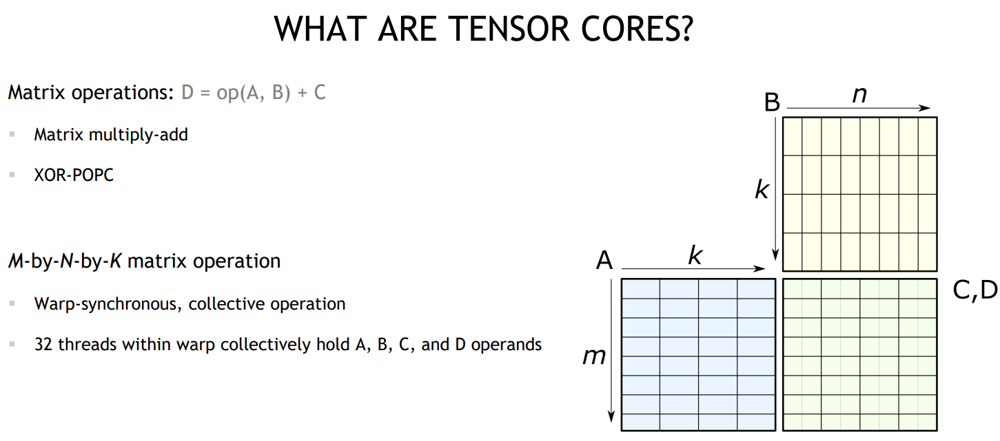 WHAT ARE TENSOR CORES?
Matrix operations: D = op(A, B) + C
▪ Matrix multiply-add
▪ XOR-POPC
M-by-N-by-K matrix operation
▪ Warp-synchronous, collective operation
▪ 32 threads within warp collectively hold A, B, C, and D operands
B
n
k
A
k
C,D
m